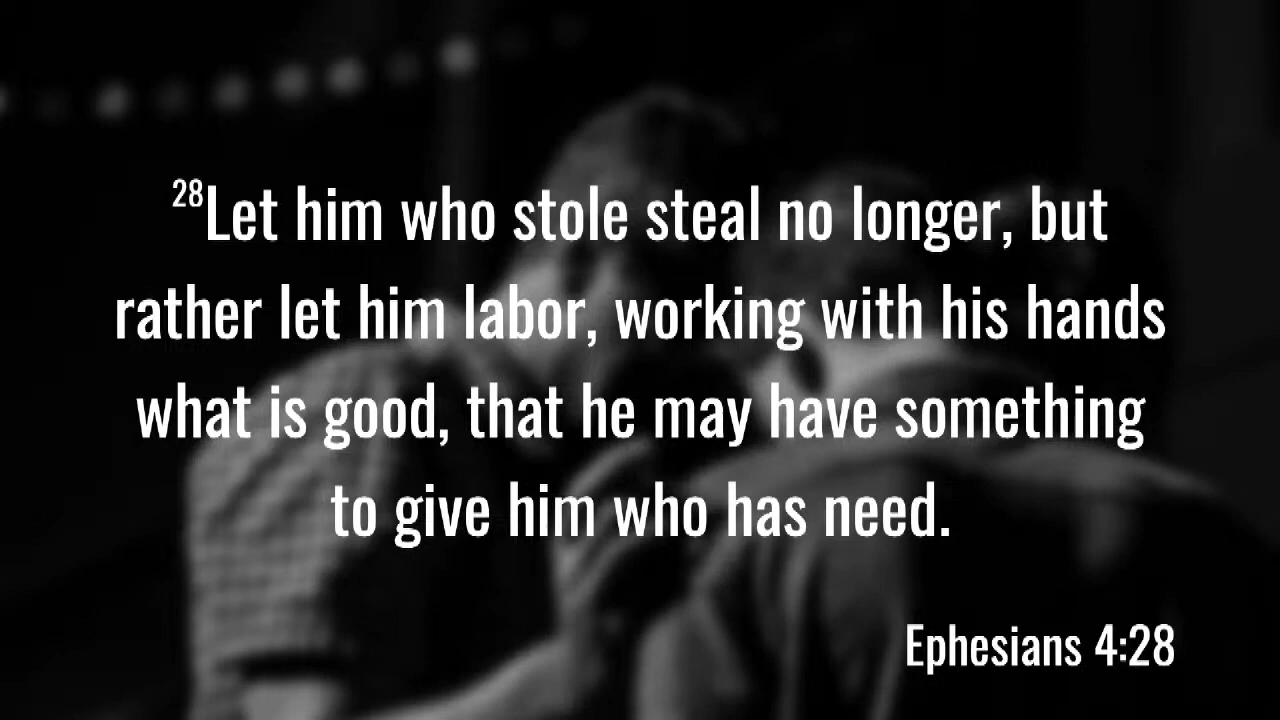 28Let him who stole steal no longer, but
rather let him labor, working with his hands
what is good, that he may have something
to give him who has need.
Ephesians 4:28